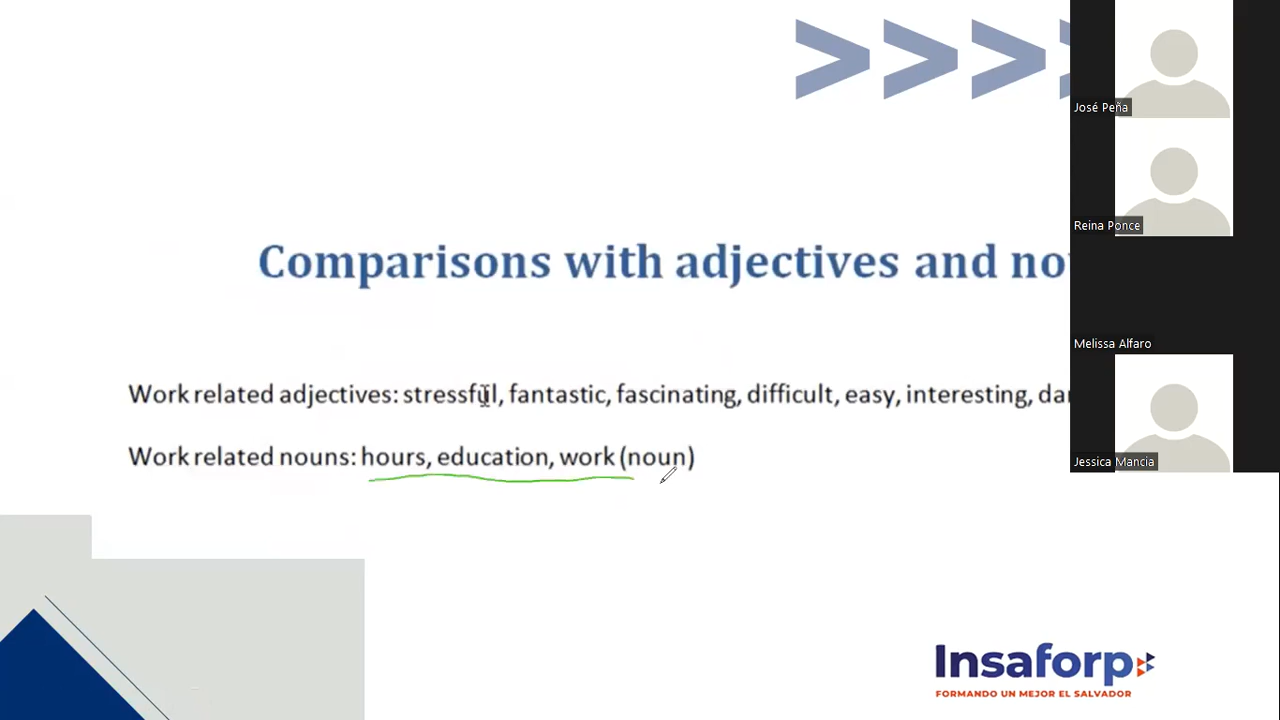 José Peña
Reina Ponce
Comparisons with adjectives and no
Melissa Alfaro
Work related adjectives: stressful, fantastic, fascinating, difficult, easy, interesting,
Work related nouns: hours, education, work (noun)
Jessica Mancia
Insaforp
FORMANDO UN MEJOR EL SALVADOR